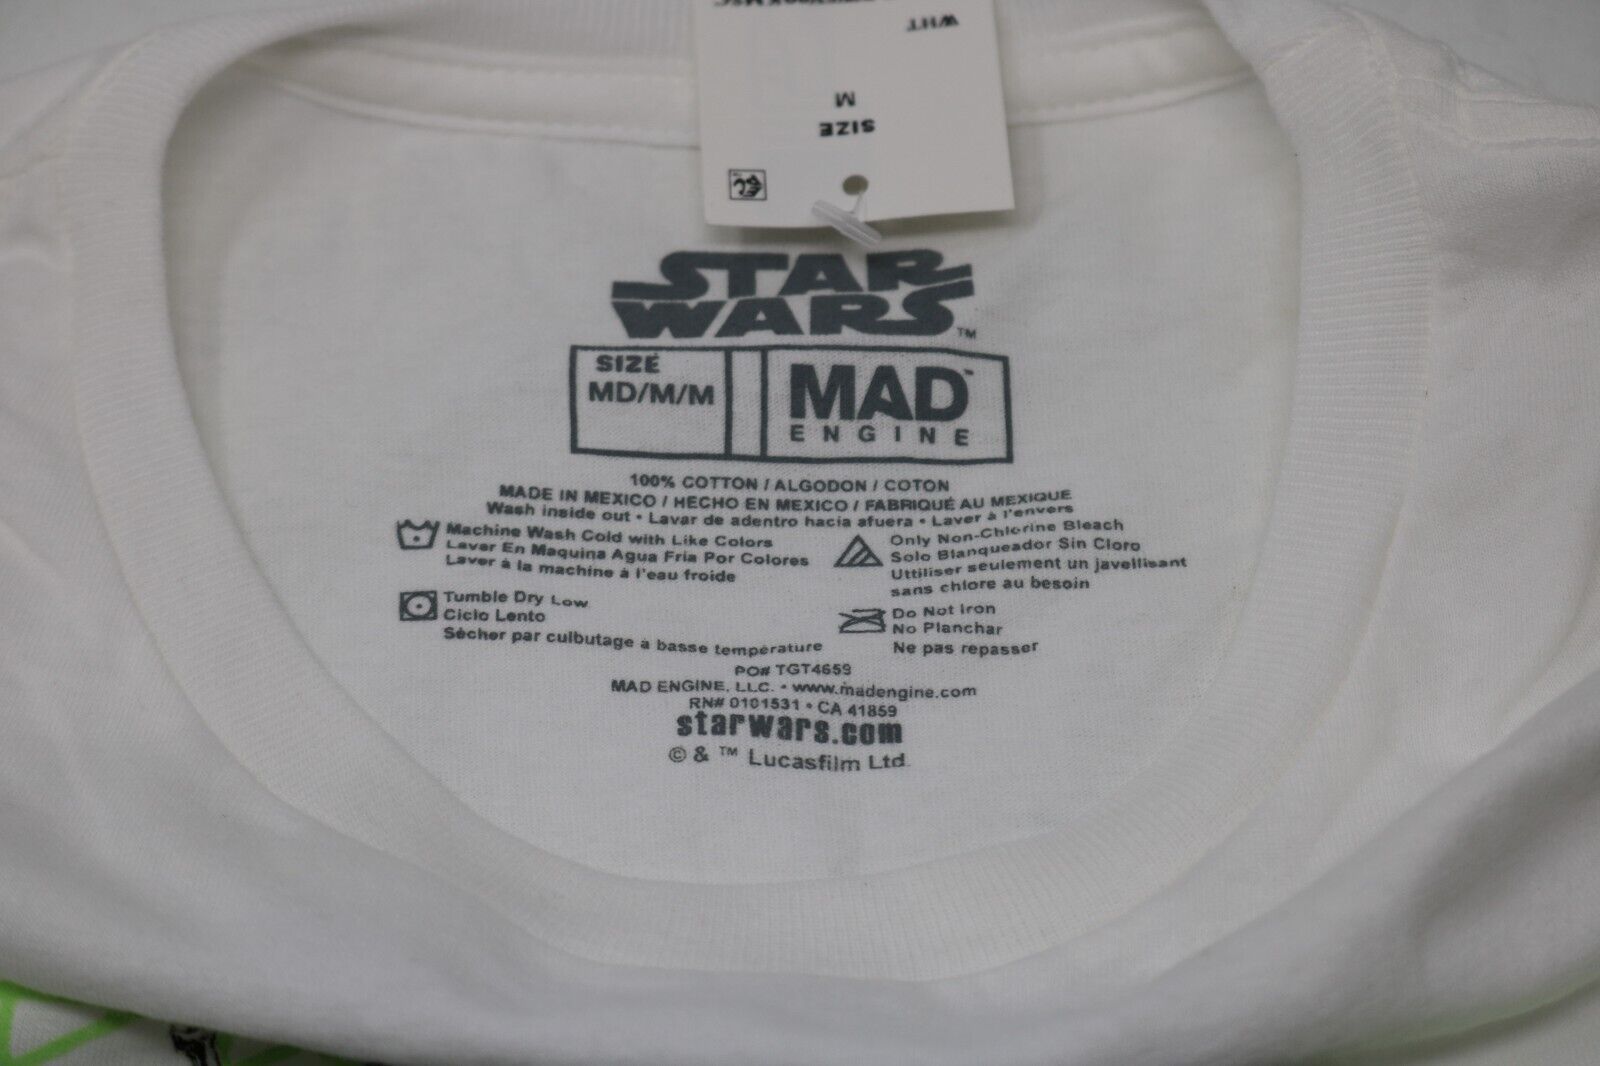 WHT
M
SIZE
STAR
WARS™
SIZE
MD/M/M
MAD™
ENGINE
100% COTTON / ALGODON / COTON
MADE IN MEXICO / HECHO EN MEXICO / FABRIQUÉ AU MEXIQUE
Wash inside out • Lavar de adentro hacia afuera • Laver à l'envers
Machine Wash Cold with Like Colors
Lavar En Maquina Agua Fria Por Colores
Laver à la machine à l'eau froide
Only Non-Chlorine Bleach
Solo Blanqueador Sin Cloro
Uttiliser seulement un javellisant
sans chlore au besoin
Tumble Dry Low
Ciclo Lento
Sècher par culbutage à basse température
Do Not Iron
No Planchar
Ne pas repasser
PO# TGT4659
MAD ENGINE, LLC. • www.madengine.com
RN# 0101531 • CA 41859
starwars.com
© & ™ Lucasfilm Ltd.